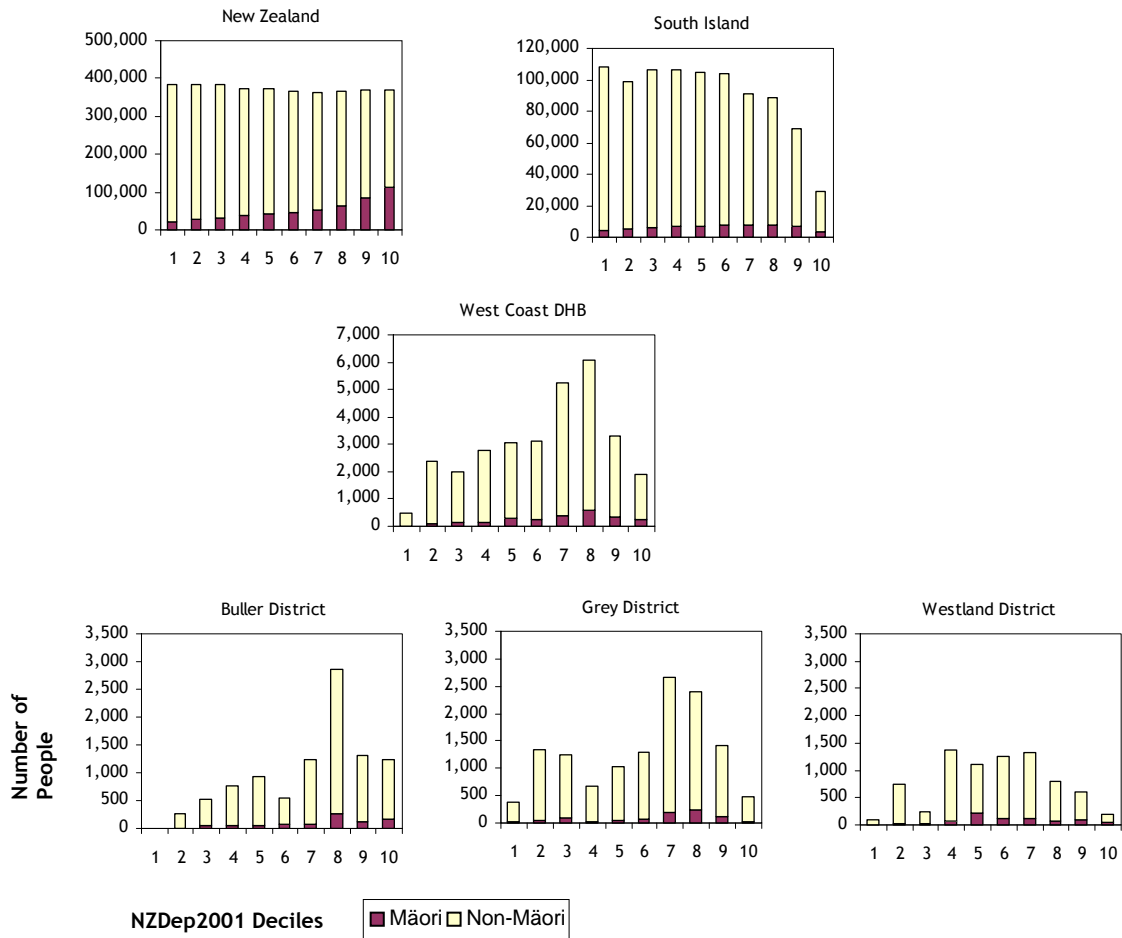 New Zealand
500,000
400,000
300,000
200,000
100,000
0
1 2 3 4 5 6 7 8 9 10
South Island
120,000
100,000
80,000
60,000
40,000
20,000
0
1 2 3 4 5 6 7 8 9 10
West Coast DHB
7,000
6,000
5,000
4,000
3,000
2,000
1,000
0
1 2 3 4 5 6 7 8 9 10
Number of
People
Buller District
3,500
3,000
2,500
2,000
1,500
1,000
500
0
1 2 3 4 5 6 7 8 9 10
Grey District
3,500
3,000
2,500
2,000
1,500
1,000
500
0
1 2 3 4 5 6 7 8 9 10
Westland District
3,500
3,000
2,500
2,000
1,500
1,000
500
0
1 2 3 4 5 6 7 8 9 10
NZDep2001 Deciles
Mäori Non-Mäori